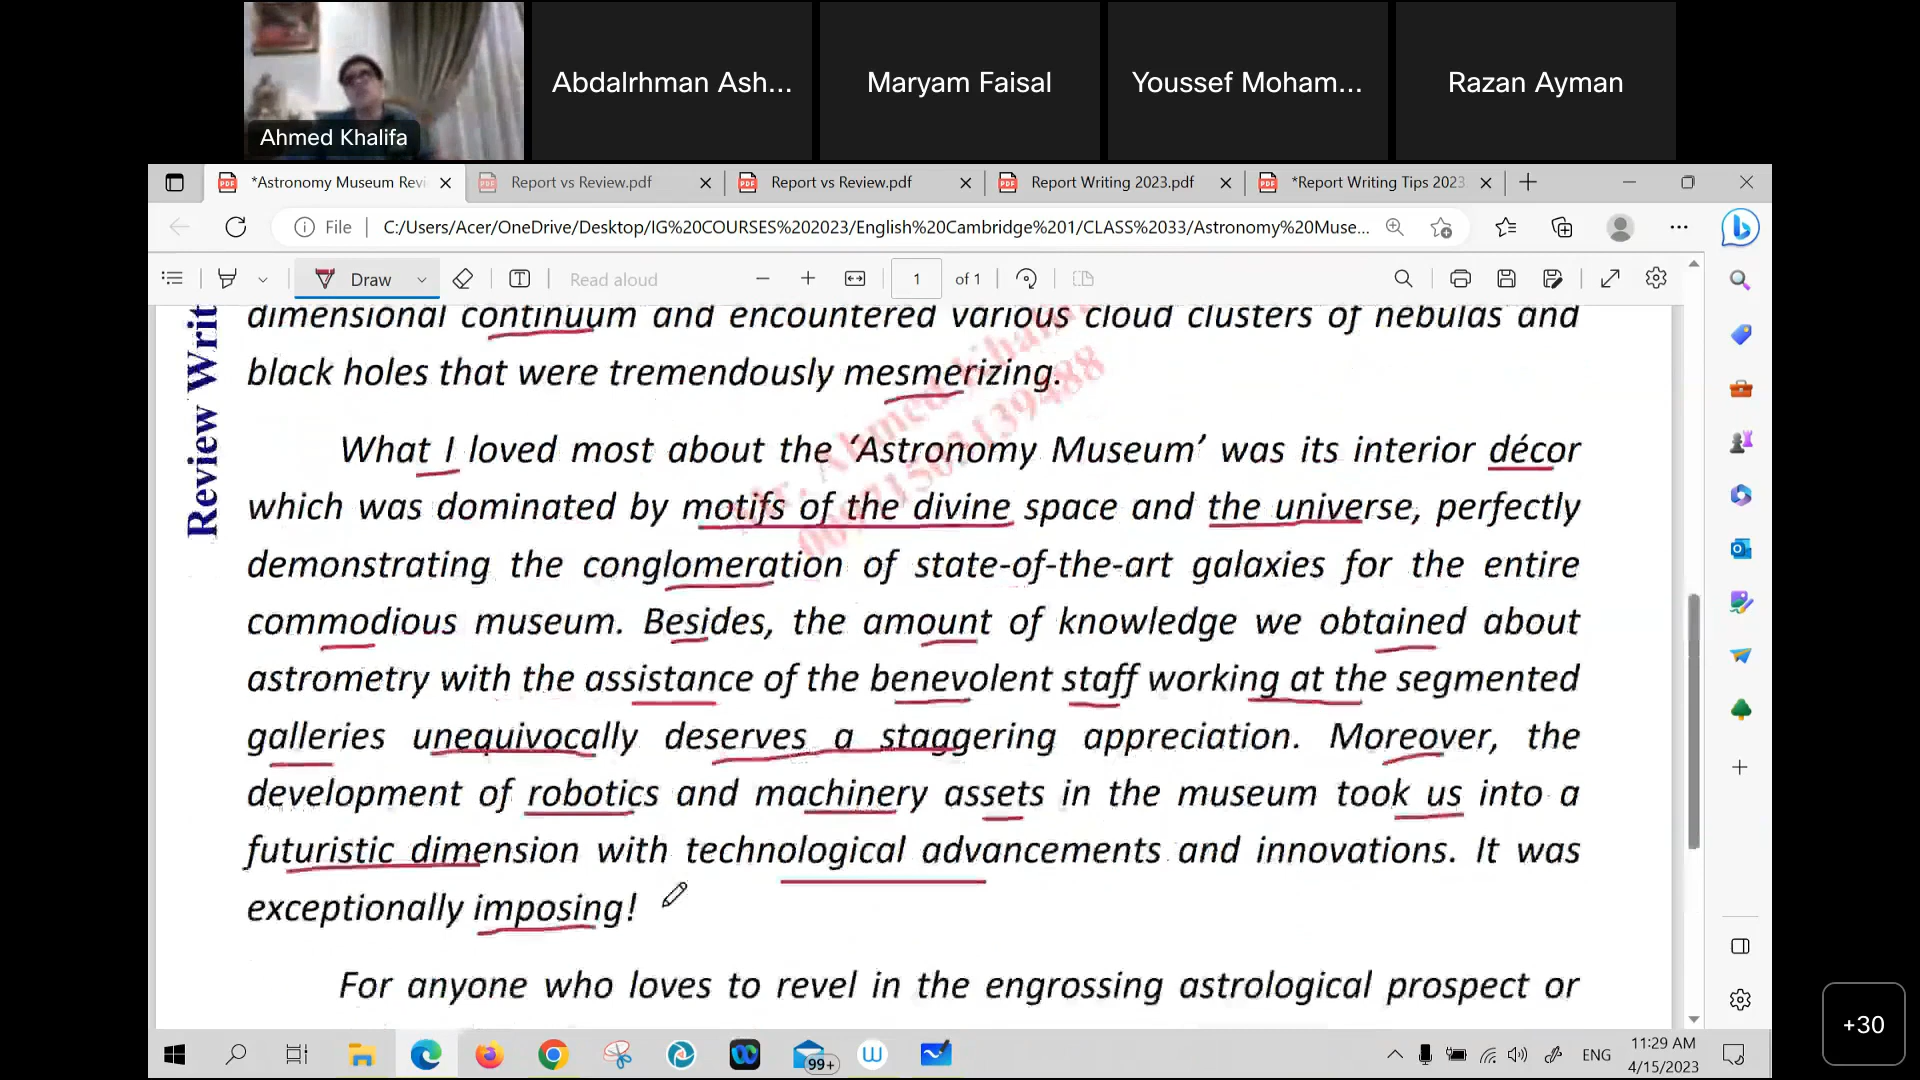 Abdalrhman Ash...
Maryam Faisal
Youssef Moham...
Razan Ayman
Ahmed Khalifa
*Astronomy Museum Revi
Report vs Review.pdf
Report vs Review.pdf
Report Writing 2023.pdf
*Report Writing Tips 2023
File
C:/Users/Acer/OneDrive/Desktop/IG%20COURSES%202023/English%20Cambridge%201/CLASS%2033/Astronomy%20Muse...
Draw
Read aloud
1
of 1
Review Writ
dimensional continuum and encountered various cloud clusters of nebulas and
black holes that were tremendously mesmerizing.
What I loved most about the ‘Astronomy Museum’ was its interior décor
which was dominated by motifs of the divine space and the universe, perfectly
demonstrating the conglomeration of state-of-the-art galaxies for the entire
commodious museum. Besides, the amount of knowledge we obtained about
astrometry with the assistance of the benevolent staff working at the segmented
galleries unequivocally deserves a staggering appreciation. Moreover, the
development of robotics and machinery assets in the museum took us into a
futuristic dimension with technological advancements and innovations. It was
exceptionally imposing!
For anyone who loves to revel in the engrossing astrological prospect or
+30
99+
ENG
11:29 AM
4/15/2023